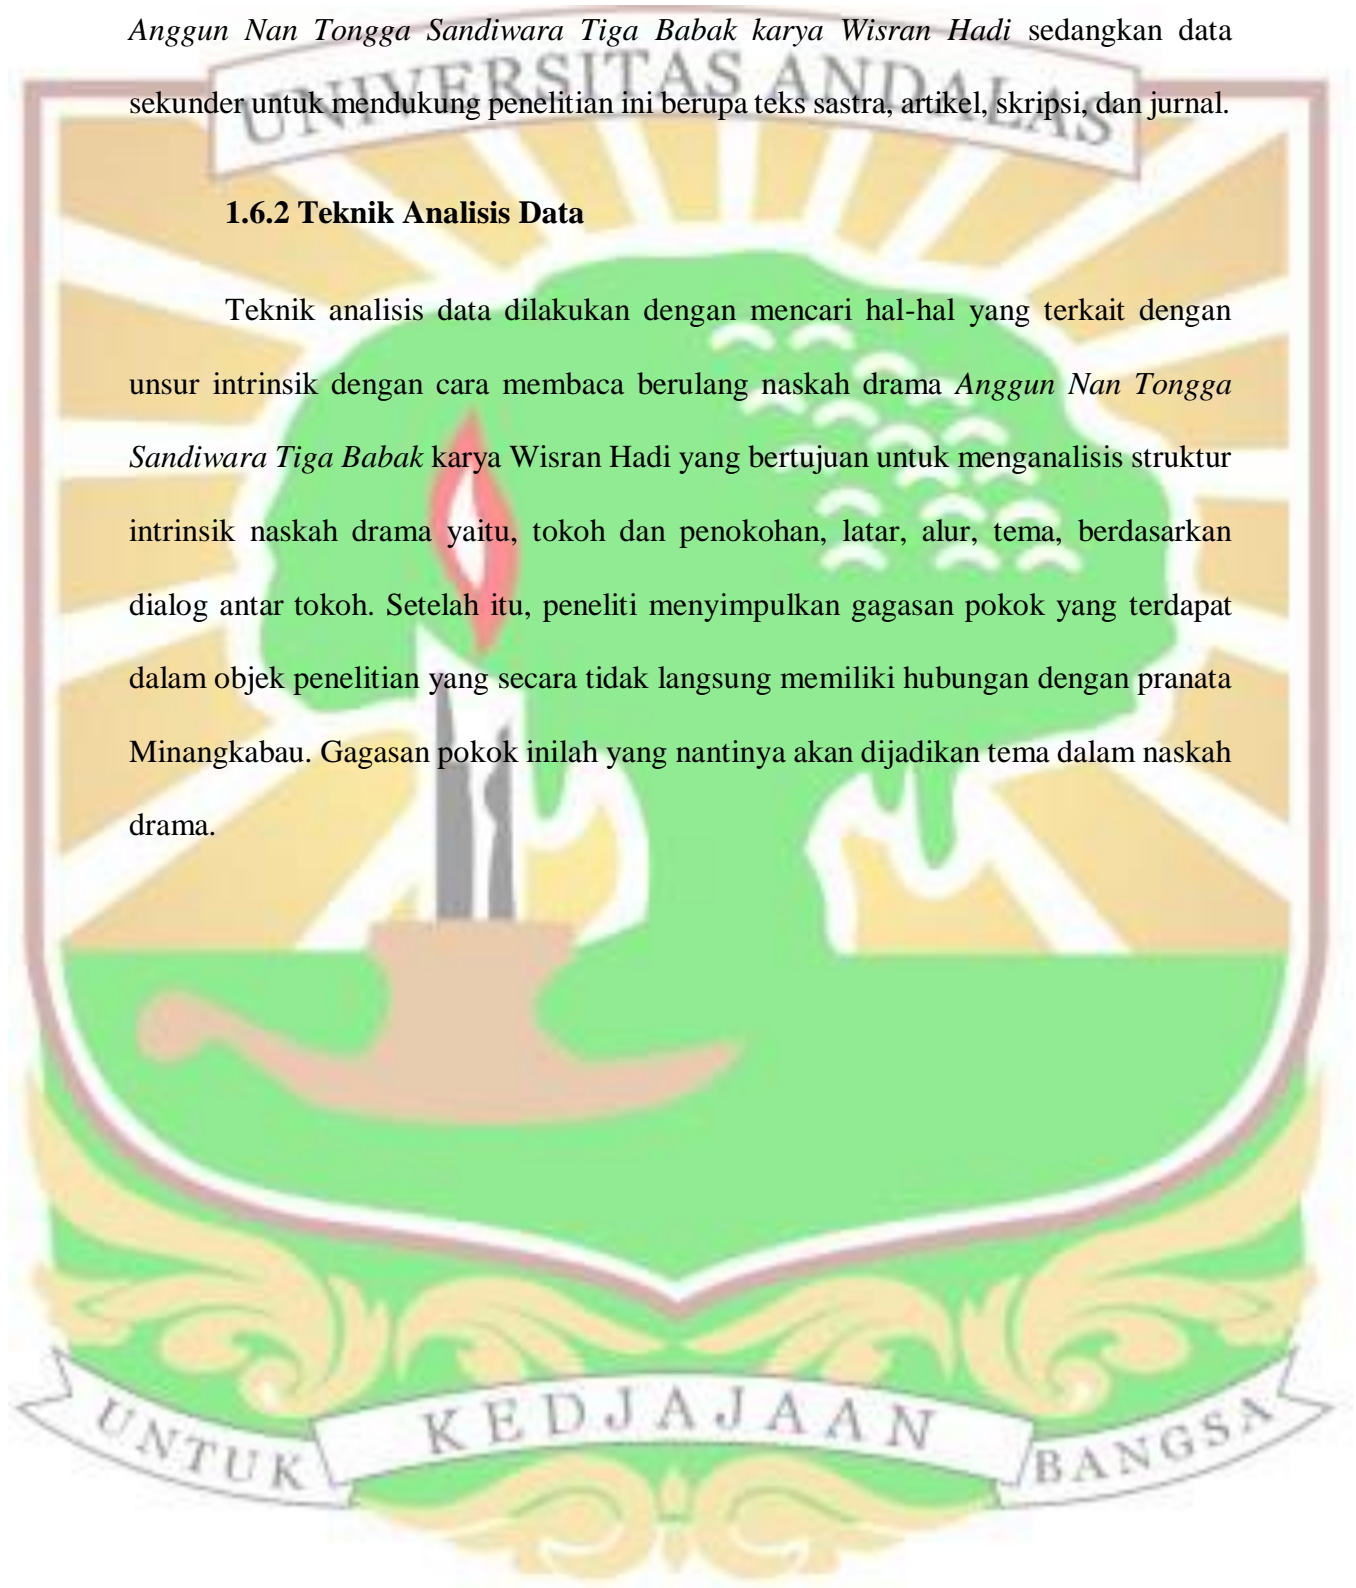 Anggun Nan Tongga Sandiwara Tiga Babak karya Wisran Hadi sedangkan data
UNIVERSITAS ANDALAS
sekunder untuk mendukung penelitian ini berupa teks sastra, artikel, skripsi, dan jurnal.
1.6.2 Teknik Analisis Data
Teknik analisis data dilakukan dengan mencari hal-hal yang terkait dengan
unsur intrinsik dengan cara membaca berulang naskah drama Anggun Nan Tongga
Sandiwara Tiga Babak karya Wisran Hadi yang bertujuan untuk menganalisis struktur
intrinsik naskah drama yaitu, tokoh dan penokohan, latar, alur, tema, berdasarkan
dialog antar tokoh. Setelah itu, peneliti menyimpulkan gagasan pokok yang terdapat
dalam objek penelitian yang secara tidak langsung memiliki hubungan dengan pranata
Minangkabau. Gagasan pokok inilah yang nantinya akan dijadikan tema dalam naskah
drama.
UNTUK KEDJAJAAN BANGSA